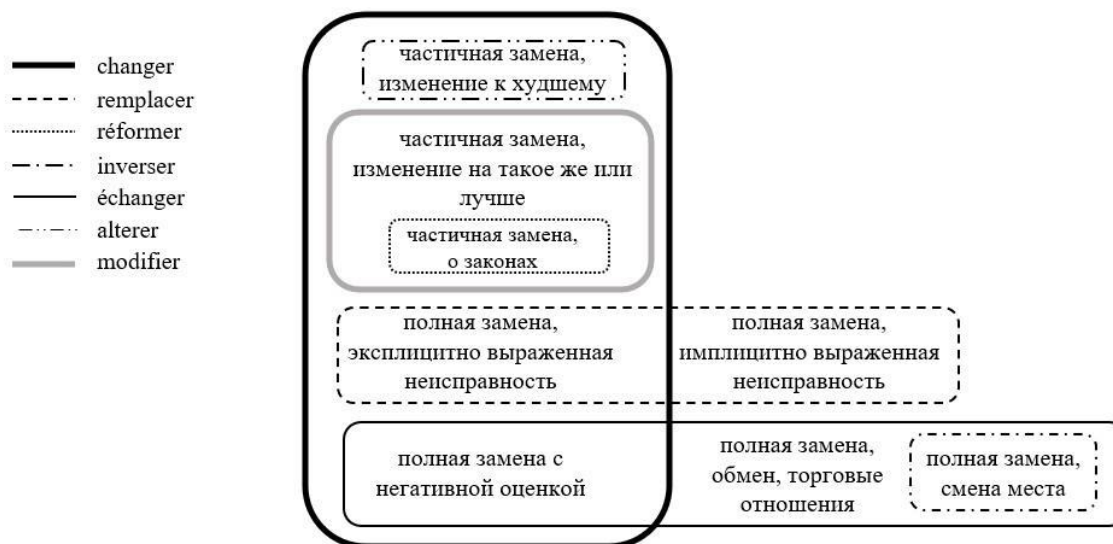 changer
remplacer
réformer
inverser
échanger
alterer
modifier
частичная замена,
изменение к худшему
частичная замена,
изменение на такое же или
лучше
частичная замена,
о законах
полная замена,
эксплицитно выраженная
неисправность
полная замена,
имплицитно выраженная
неисправность
полная замена с
негативной оценкой
полная замена,
обмен, торговые
отношения
полная замена,
смена места